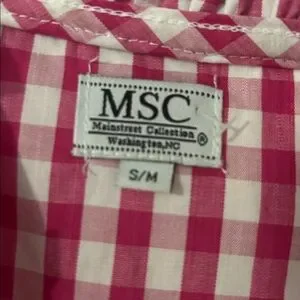 MSC
Mainstreet Collection ®
Washington,NC
S/M